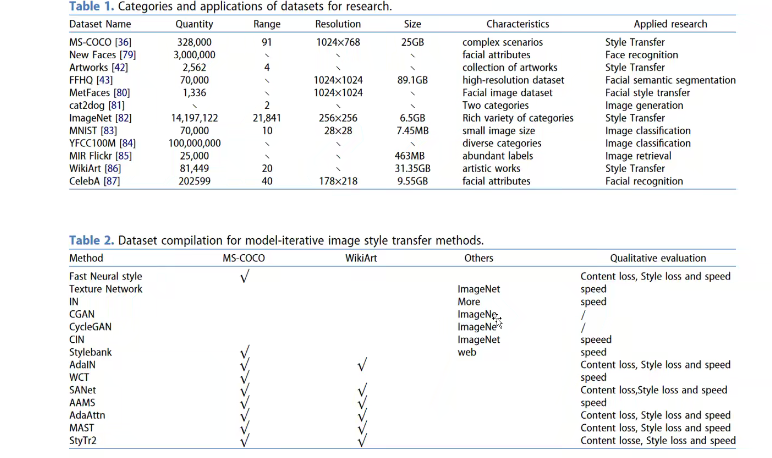 Table 1. Categories and applications of datasets for research.
Dataset Name Quantity Range Resolution Size Characteristics Applied research
MS-COCO [36] 328,000 91 1024×768 25GB complex scenarios Style Transfer
New Faces [79] 3,000,000 \ \ \ facial attributes Face recognition
Artworks [42] 2,562 4 \ \ collection of artworks Style Transfer
FFHQ [43] 70,000 \ 1024×1024 89.1GB high-resolution dataset Facial semantic segmentation
MetFaces [80] 1,336 \ 1024×1024 \ Facial image dataset Facial style transfer
cat2dog [81] \ 2 \ \ Two categories Image generation
ImageNet [82] 14,197,122 21,841 256×256 6.5GB Rich variety of categories Style Transfer
MNIST [83] 70,000 10 28×28 7.45MB small image size Image classification
YFCC100M [84] 100,000,000 \ \ \ diverse categories Image classification
MIR Flickr [85] 25,000 \ \ 463MB abundant labels Image retrieval
WikiArt [86] 81,449 20 \ 31.35GB artistic works Style Transfer
CelebA [87] 202599 40 178×218 9.55GB facial attributes Facial recognition
Table 2. Dataset compilation for model-iterative image style transfer methods.
Method MS-COCO WikiArt Others Qualitative evaluation
Fast Neural style √ Content loss, Style loss and speed
Texture Network ImageNet speed
IN More speed
CGAN /
CycleGAN /
CIN ImageNet speeed
Stylebank √ web speed
AdaIN √ √ Content loss, Style loss and speed
WCT √ speed
SANet √ √ Content loss,Style loss and speed
AAMS √ √ speed
AdaAttn √ √ Content loss, Style loss and speed
MAST √ √ Content loss, Style loss and speed
StyTr2 √ √ Content losse, Style loss and speed